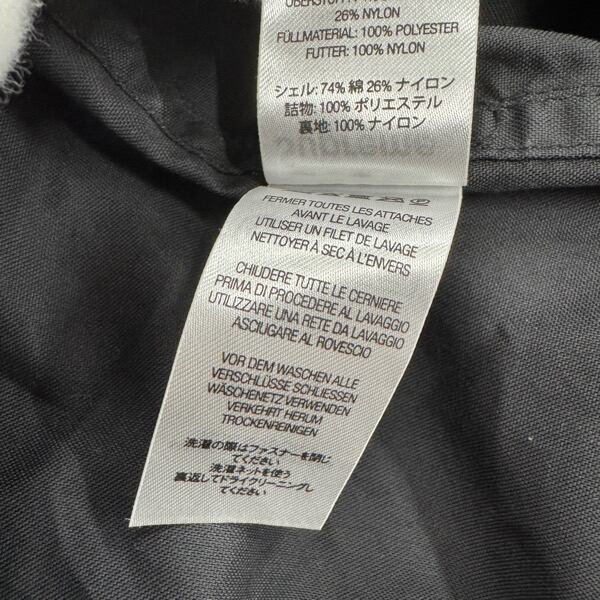 26% NYLON
FÜLLMATERIAL: 100% POLYESTER
FUTTER: 100% NYLON
シェル: 74% 綿 26% ナイロン
詰物: 100% ポリエステル
裏地: 100% ナイロン
FERMER TOUTES LES ATTACHES
AVANT LE LAVAGE
UTILISER UN FILET DE LAVAGE
NETTOYER À SEC À L'ENVERS
CHIUDERE TUTTE LE CERNIERE
PRIMA DI PROCEDERE AL LAVAGGIO
UTILIZZARE UNA RETE DA LAVAGGIO
ASCIUGARE AL ROVESCIO
VOR DEM WASCHEN ALLE
VERSCHLÜSSE SCHLIESSEN
WÄSCHENETZ VERWENDEN
VERKEHRT HERUM
TROCKENREINIGEN
洗濯の際はファスナーを閉じ
てください
洗濯ネットを使う
裏返してドライクリーニングし
てください